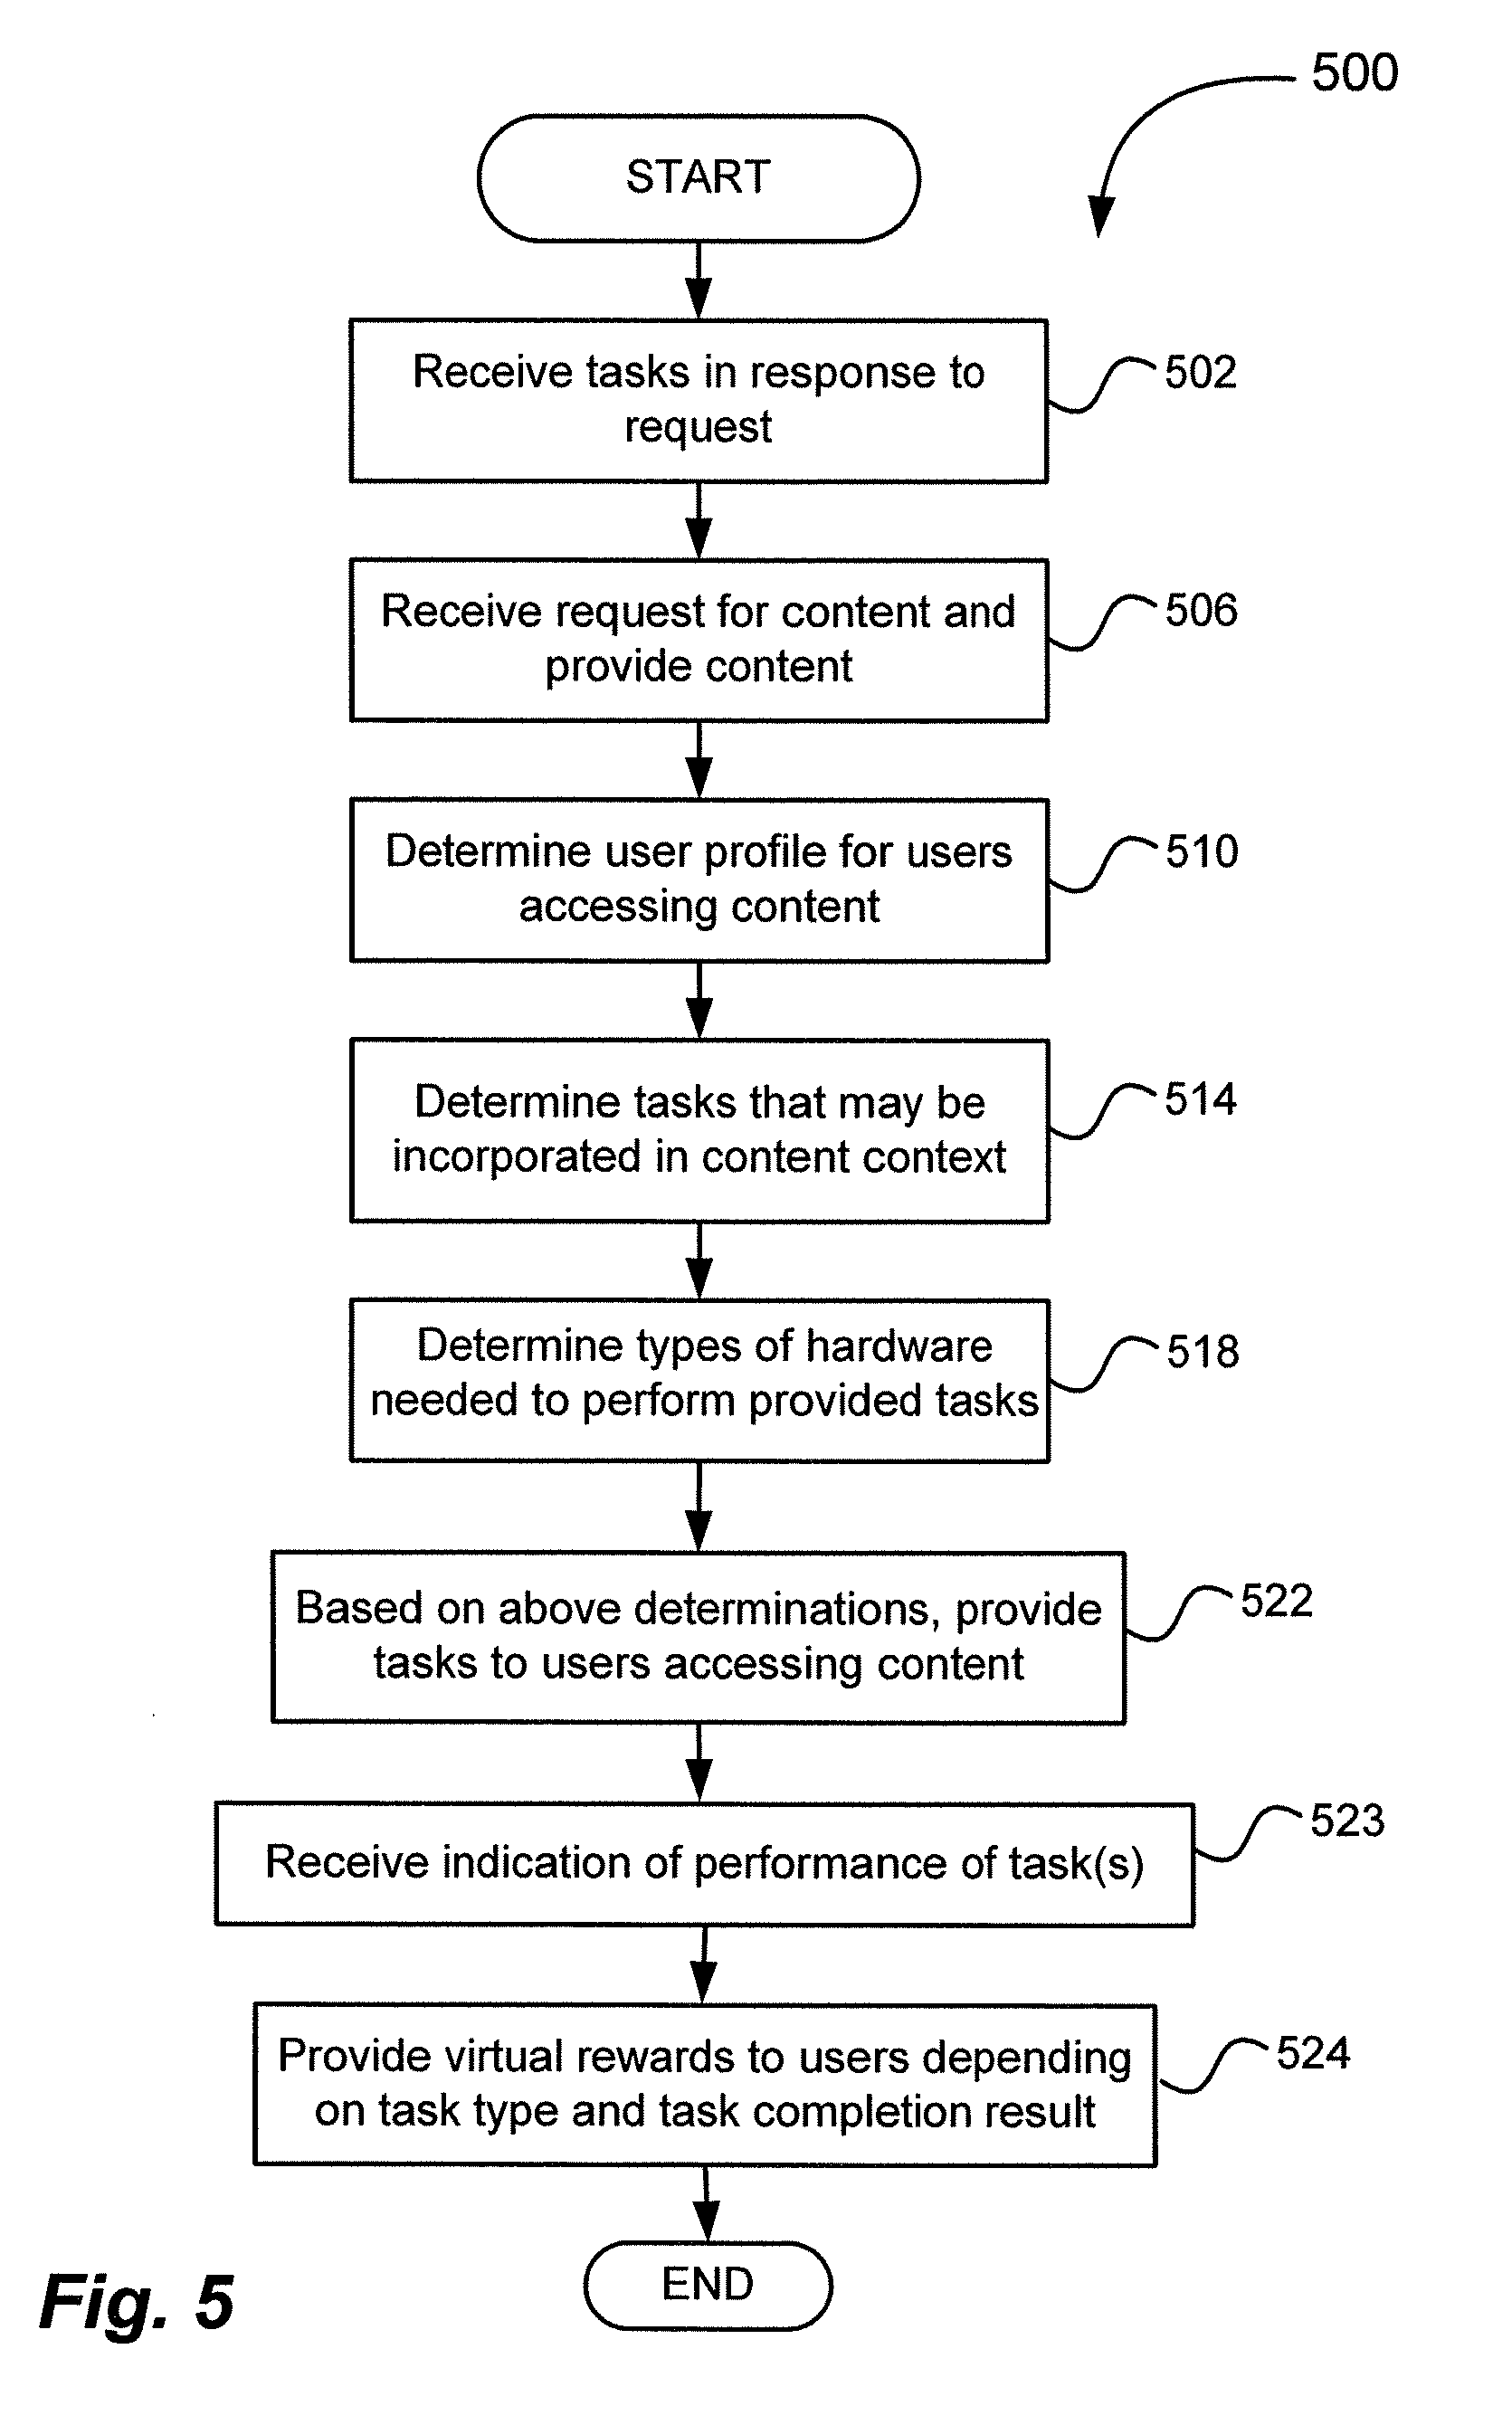 500
START
Receive tasks in response to
request
502
Receive request for content and
provide content
506
Determine user profile for users
accessing content
510
Determine tasks that may be
incorporated in content context
514
Determine types of hardware
needed to perform provided tasks
518
Based on above determinations, provide
tasks to users accessing content
522
Receive indication of performance of task(s)
523
Provide virtual rewards to users depending
on task type and task completion result
524
END
Fig. 5